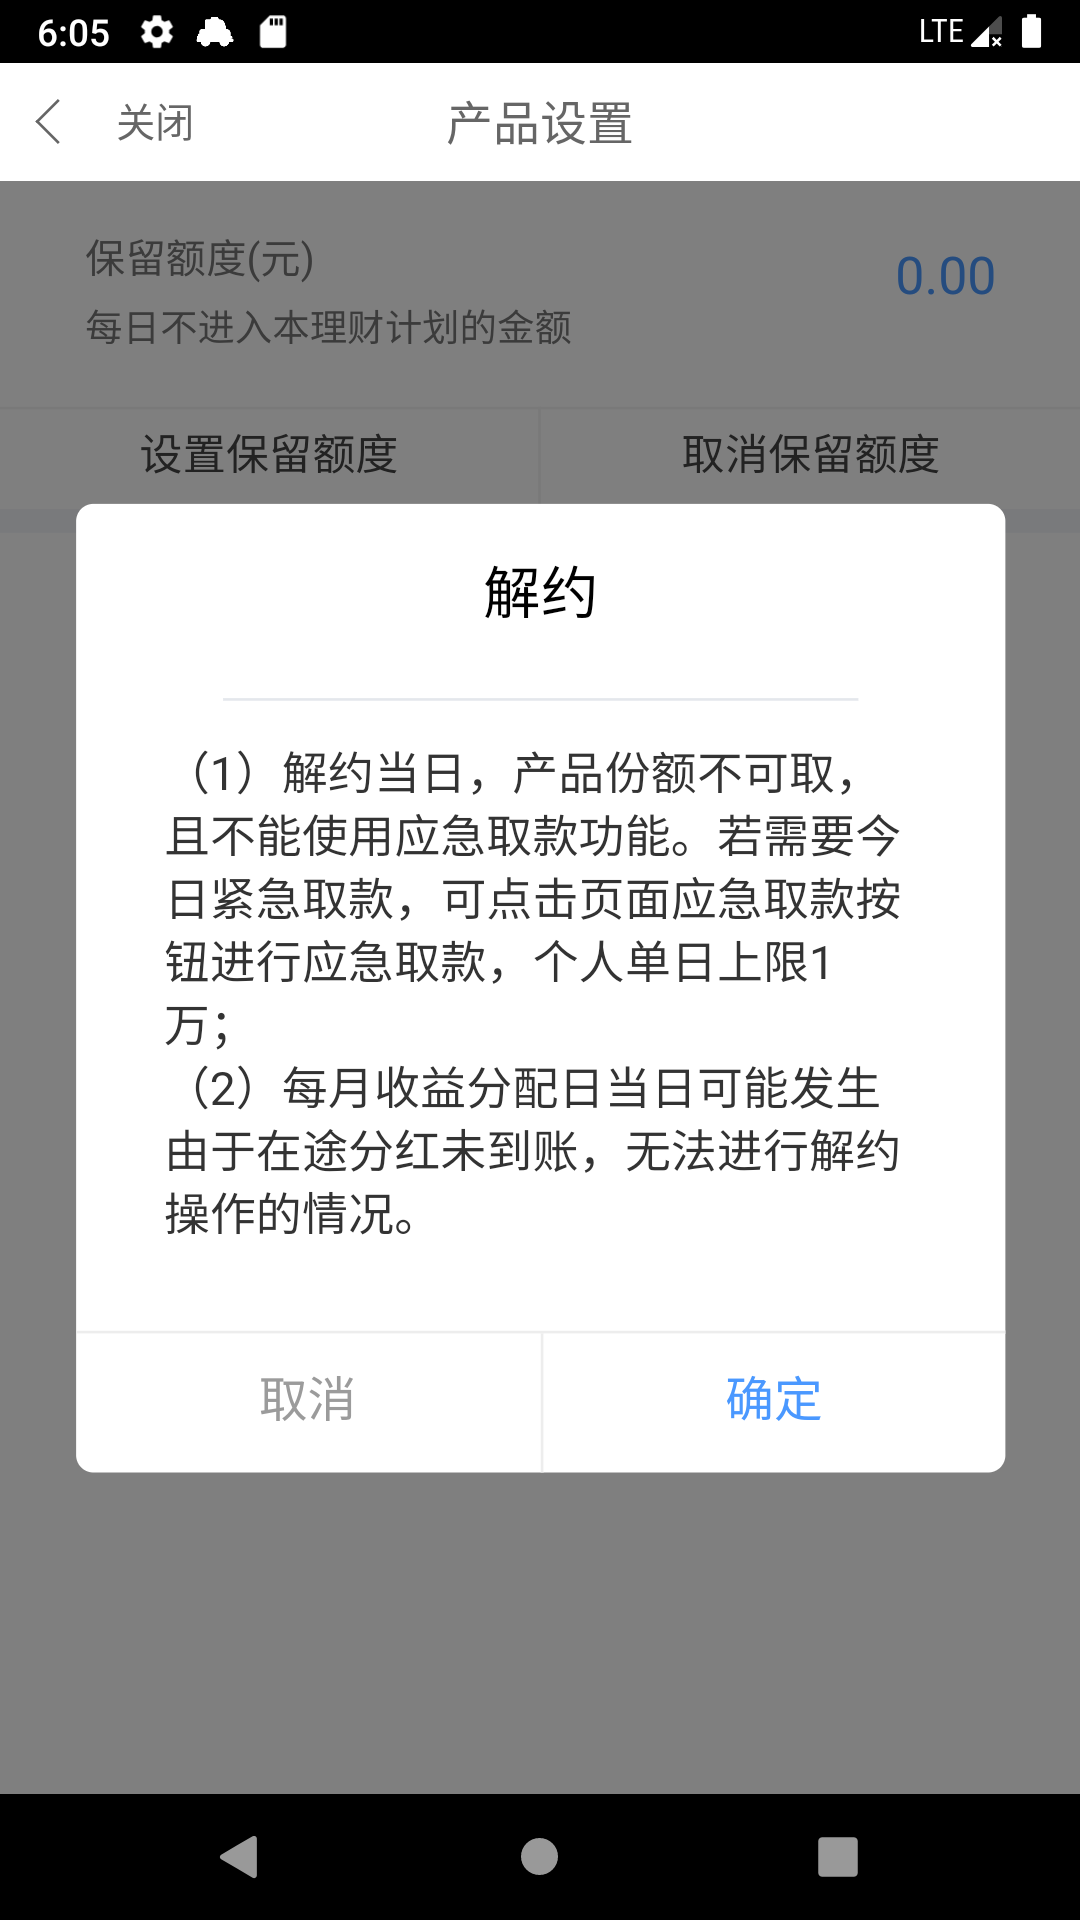 6:05
LTE
关闭
产品设置
保留额度(元)
0.00
每日不进入本理财计划的金额
设置保留额度
取消保留额度
解约
（1）解约当日，产品份额不可取，
且不能使用应急取款功能。若需要今
日紧急取款，可点击页面应急取款按
钮进行应急取款，个人单日上限1
万；
（2）每月收益分配日当日可能发生
由于在途分红未到账，无法进行解约
操作的情况。
取消
确定